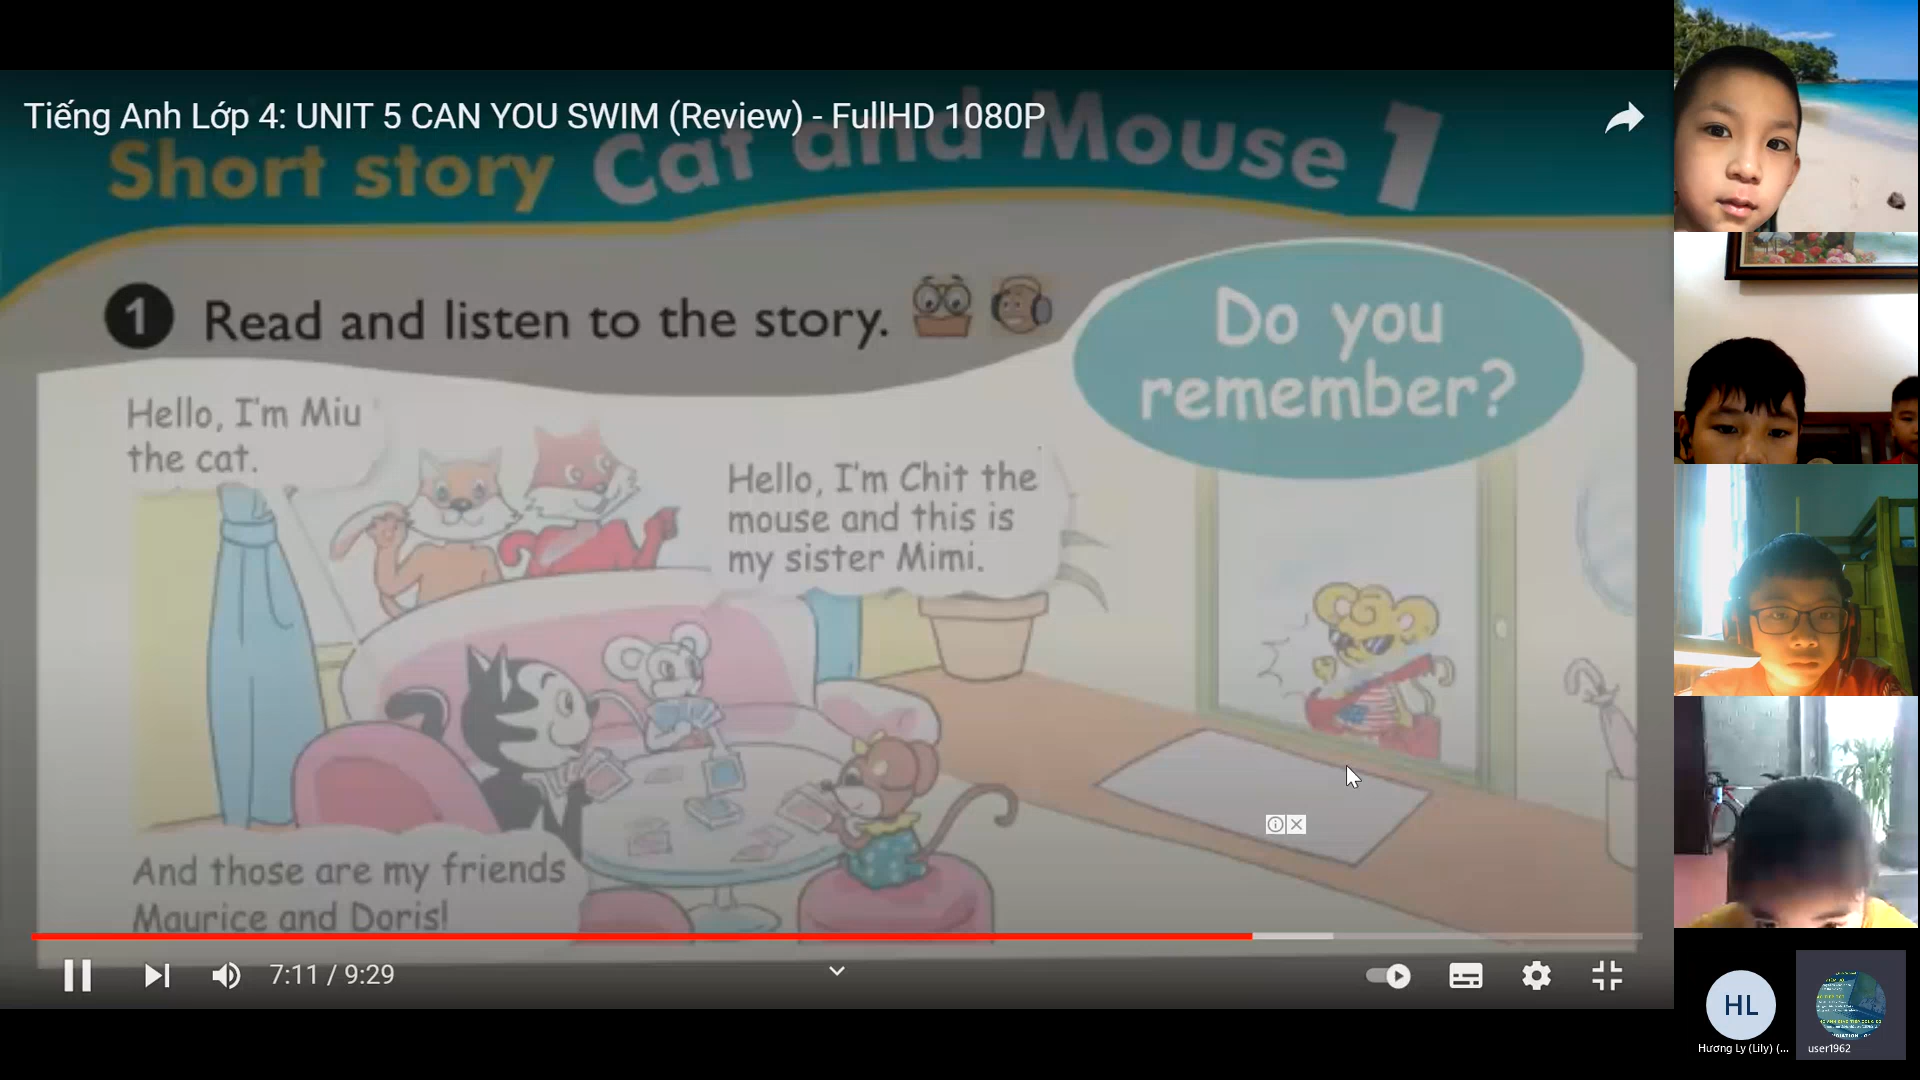 Tiếng Anh Lớp 4: UNIT 5 CAN YOU SWIM (Review) - FullHD 1080P
Short story Cat and Mouse 1
1 Read and listen to the story.
Do you
remember?
Hello, I'm Miu
the cat.
Hello, I'm Chit the
mouse and this is
my sister Mimi.
And those are my friends
Maurice and Doris!
7:11 / 9:29
HL
Hương Ly (Lily) (...
user1962